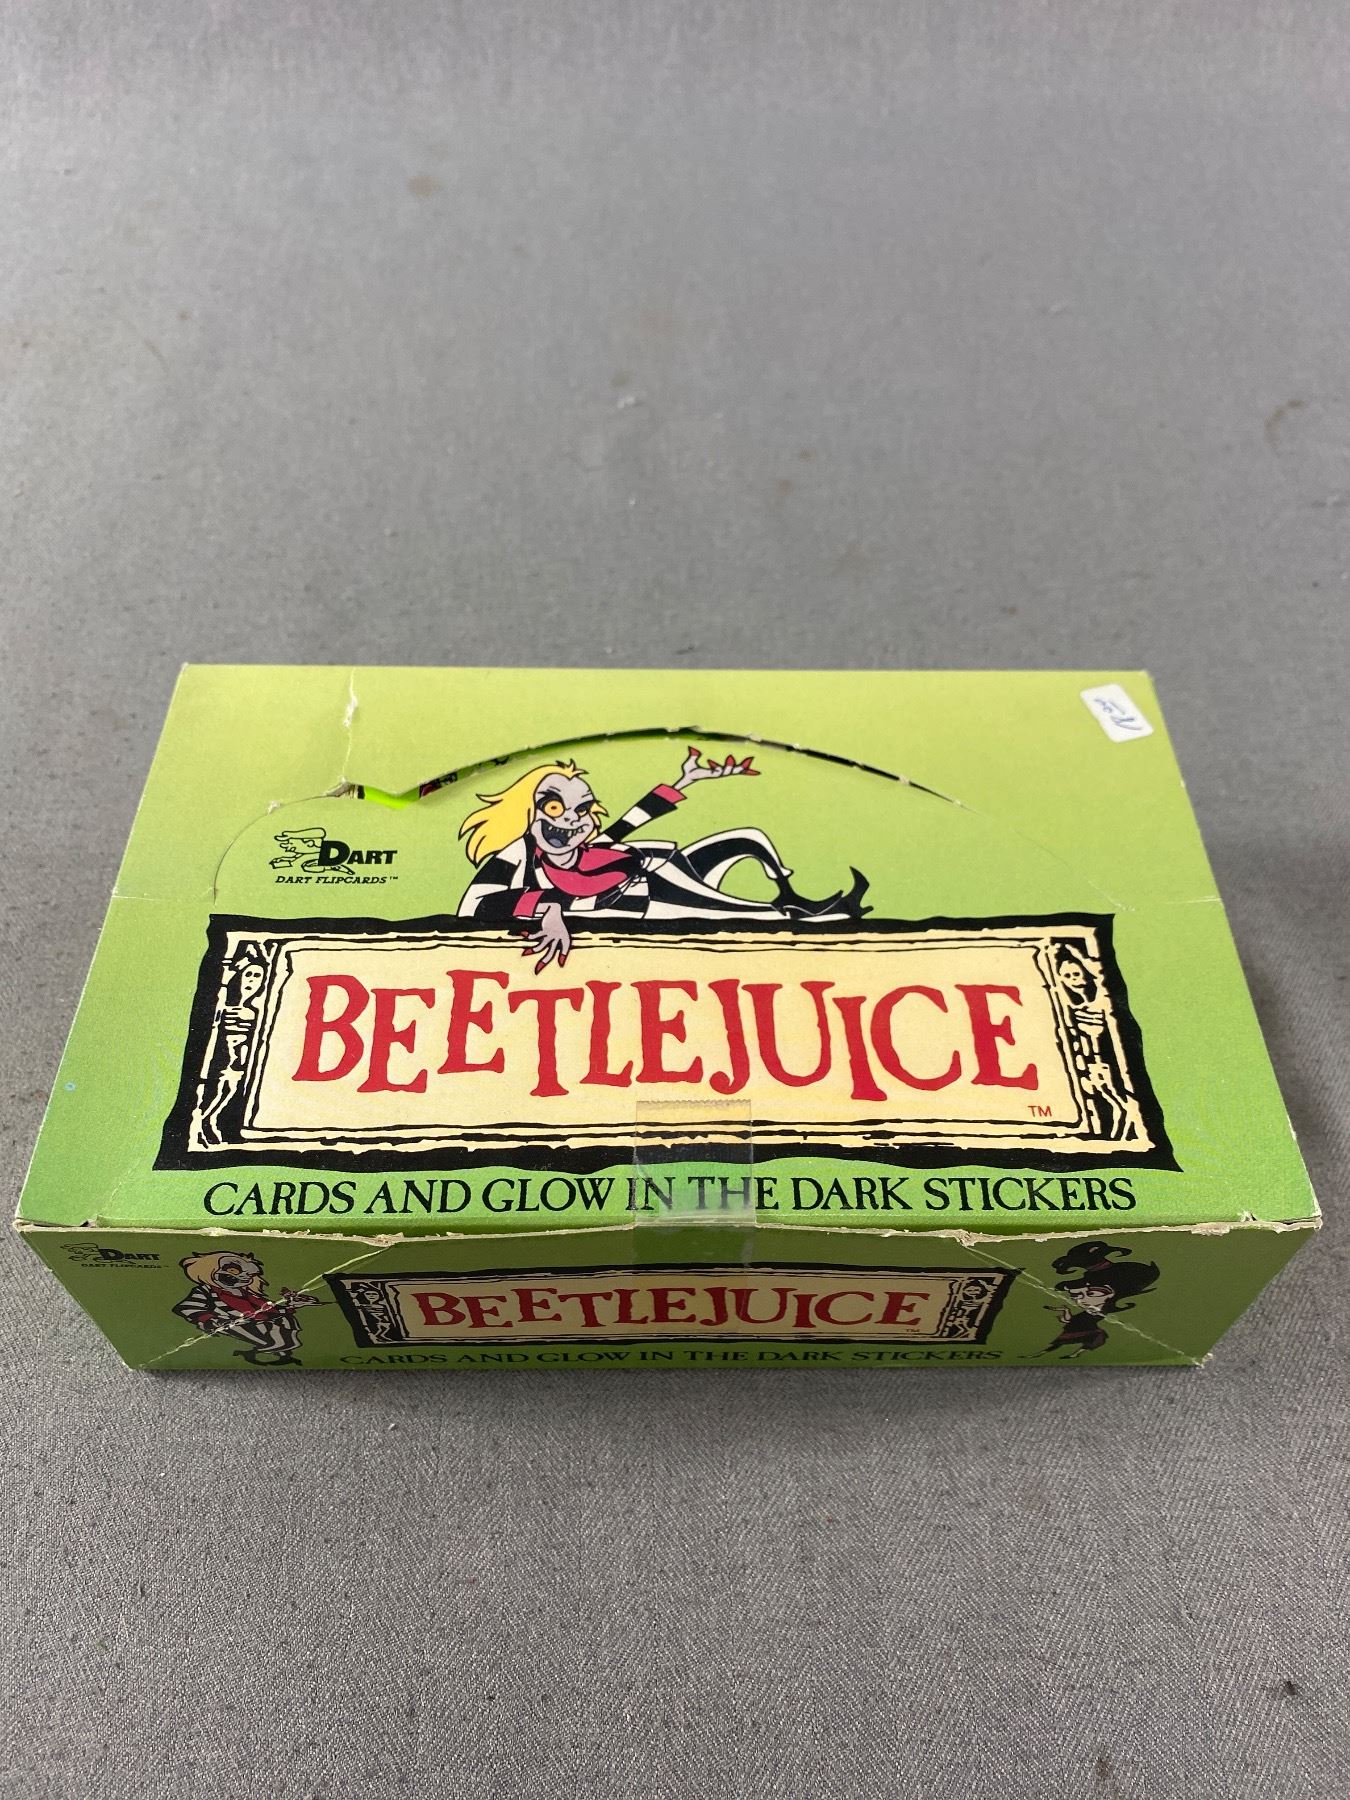 DART
DART FLIPCARDS™
BEETLEJUICE
TM
CARDS AND GLOW IN THE DARK STICKERS
DART
DART FLIPCARDS™
BEETLEJUICE
TM
CARDS AND GLOW IN THE DARK STICKERS